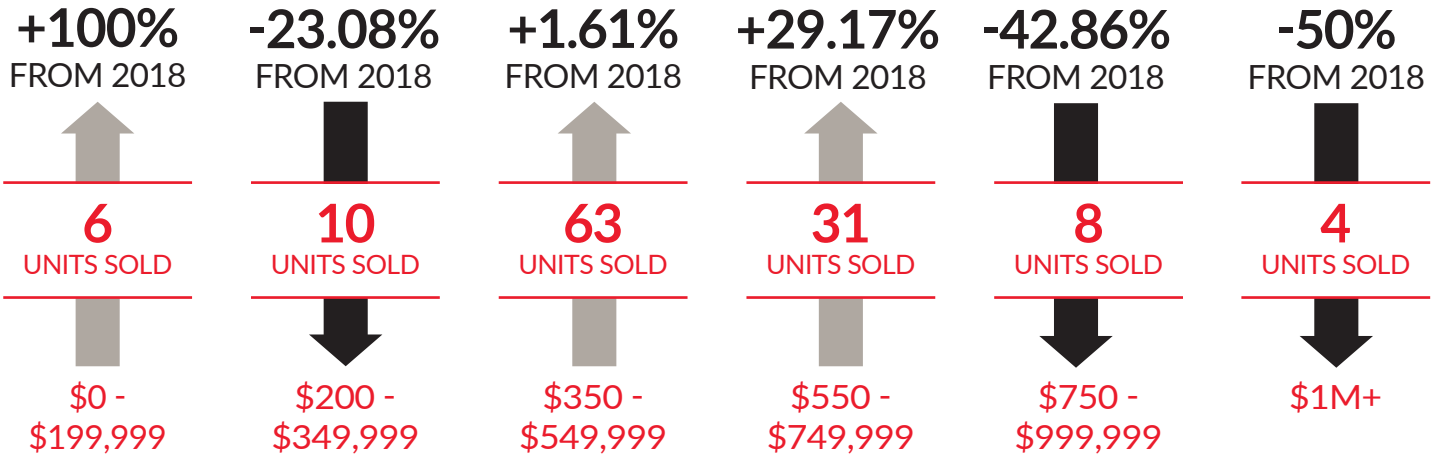 +100%
FROM 2018
6
UNITS SOLD
$0 -
$199,999
-23.08%
FROM 2018
10
UNITS SOLD
$200 -
$349,999
+1.61%
FROM 2018
63
UNITS SOLD
$350 -
$549,999
+29.17%
FROM 2018
31
UNITS SOLD
$550 -
$749,999
-42.86%
FROM 2018
8
UNITS SOLD
$750 -
$999,999
-50%
FROM 2018
4
UNITS SOLD
$1M+